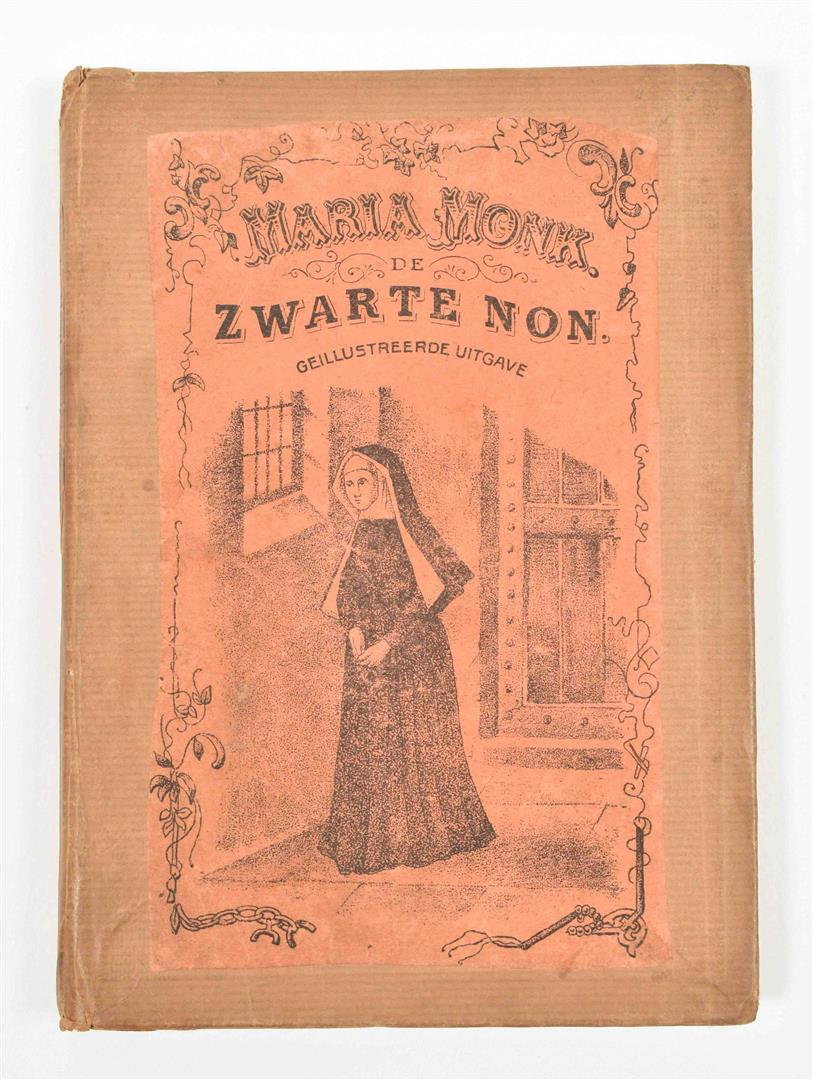 MARIA MONK.
DE
ZWARTE NON.
GEILLUSTREERDE UITGAVE